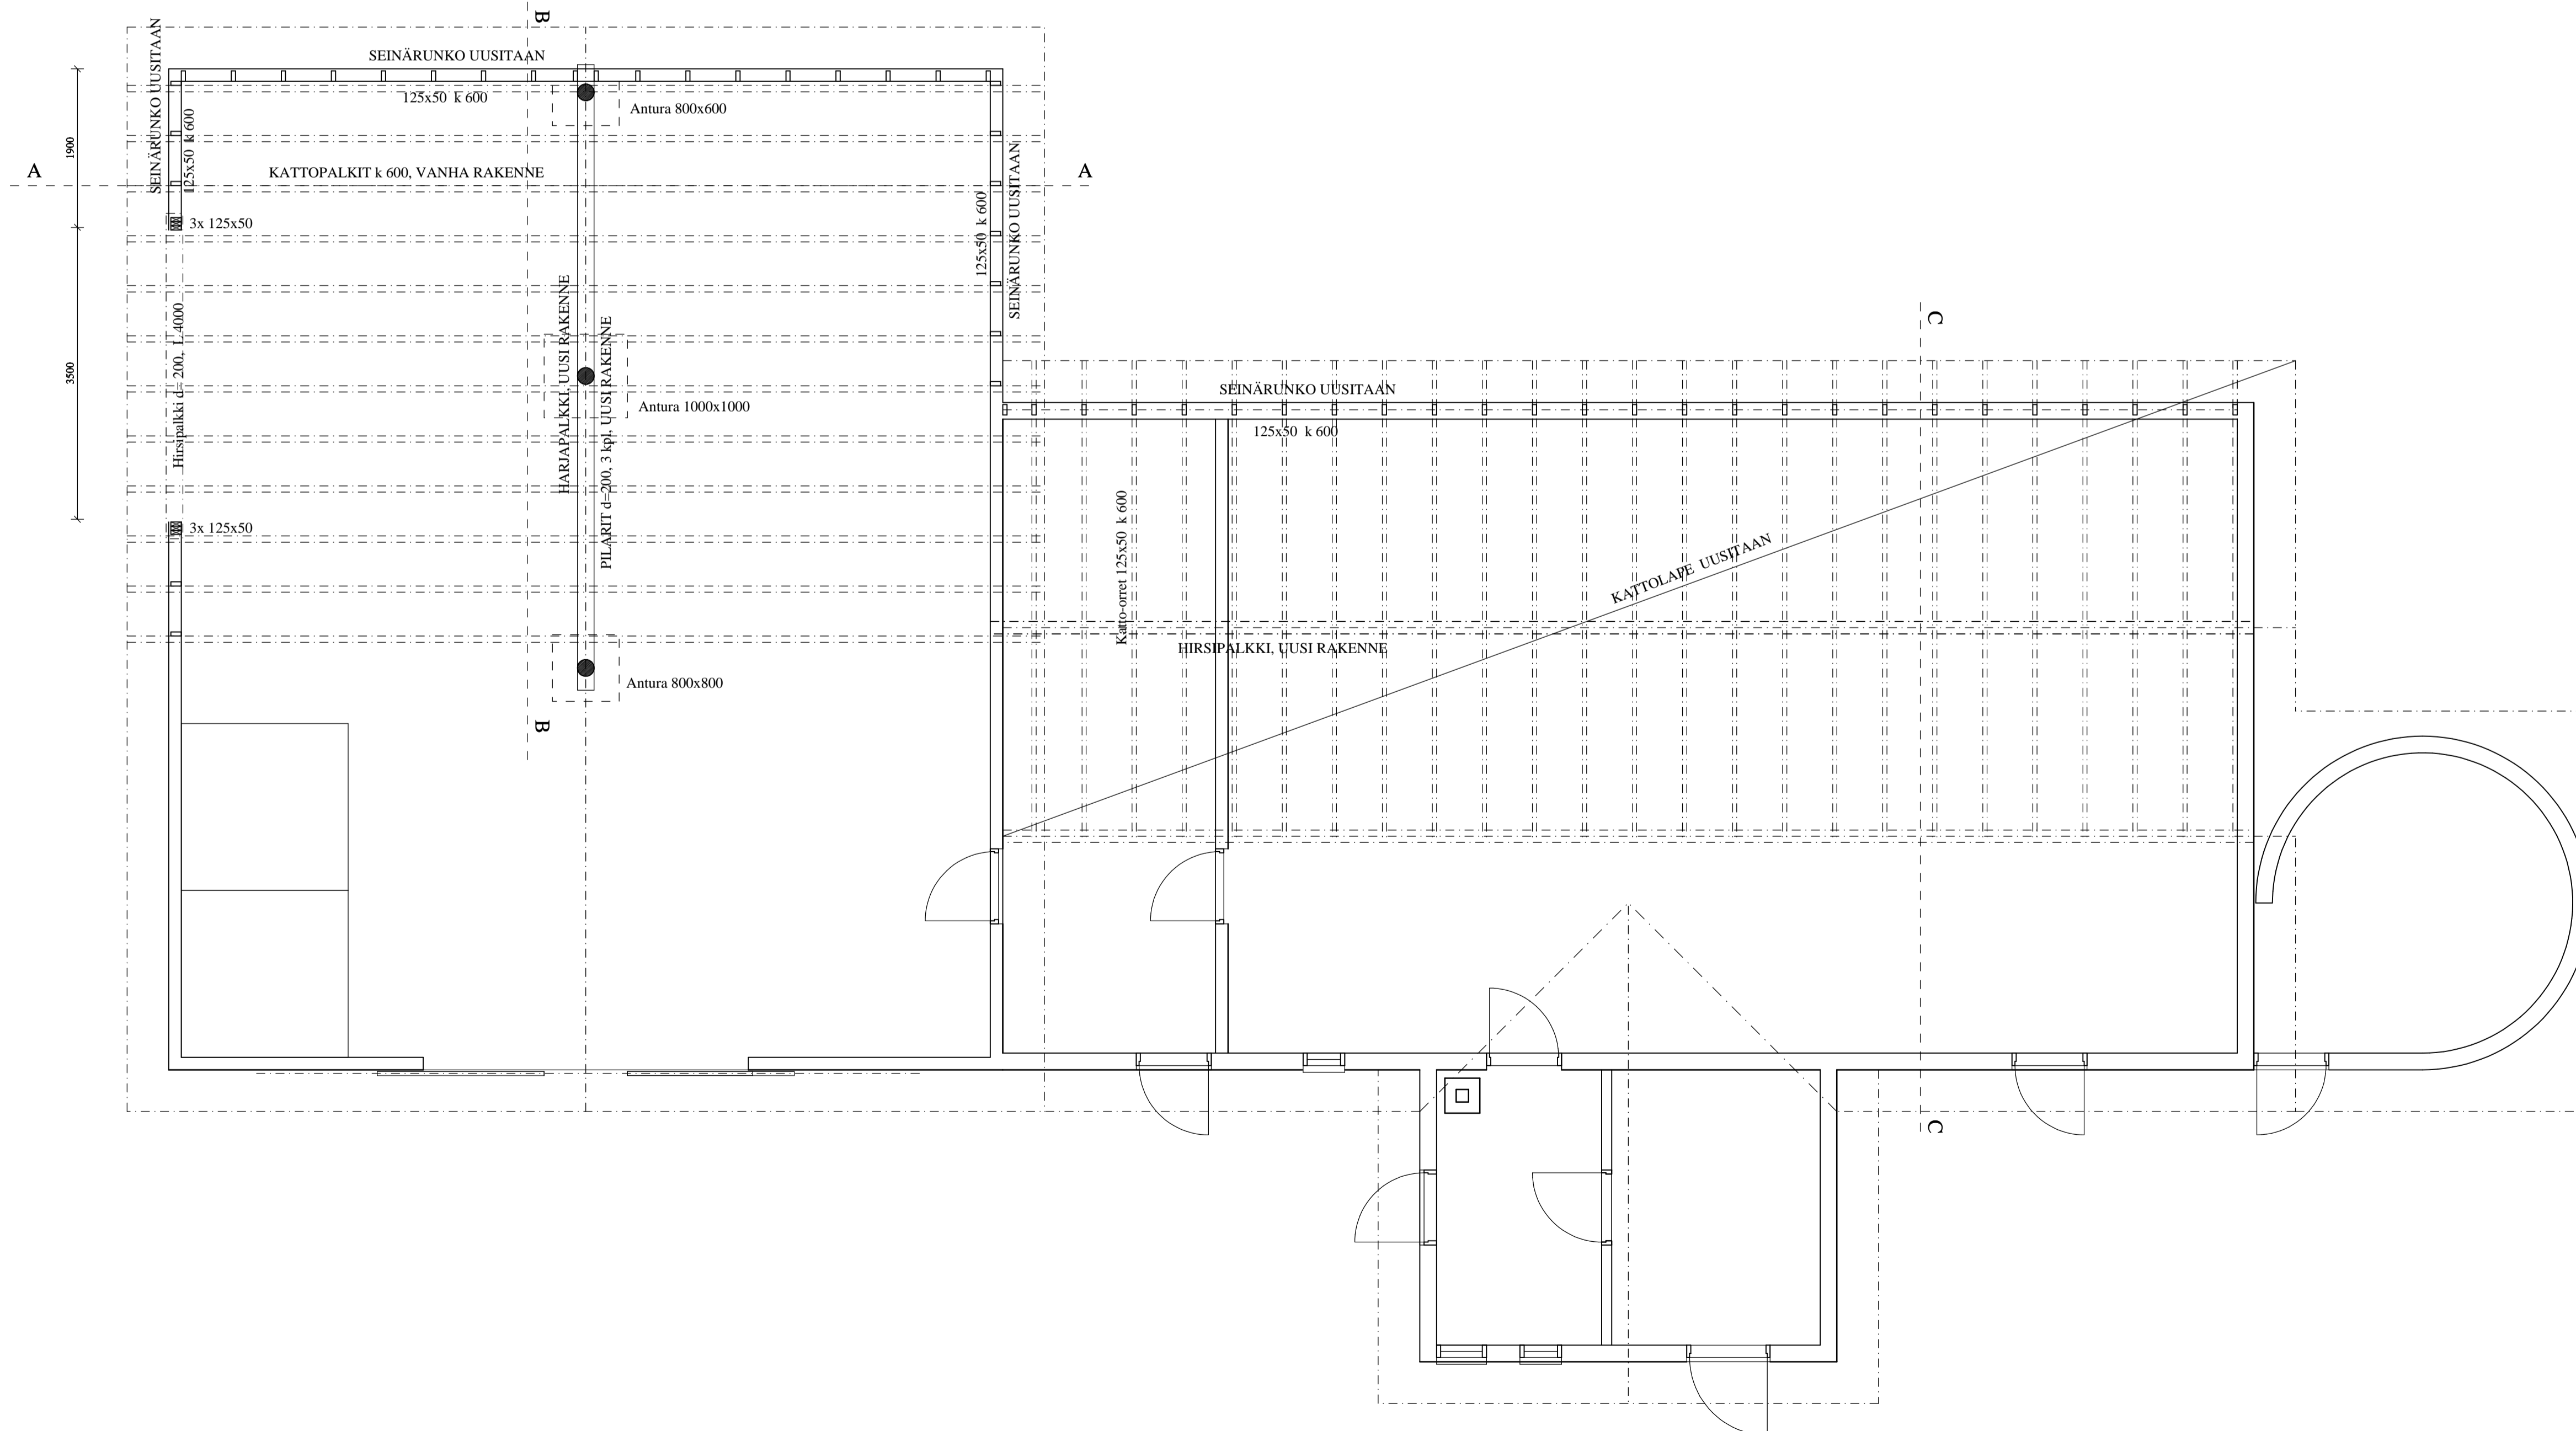 B
SEINÄRUNKO UUSITAAN
SEINÄRUNKO UUSITAAN
125x50 k 600
125x50 k 600
Antura 800x600
1900
A
KATTOPALKIT k 600, VANHA RAKENNE
A
SEINÄRUNKO UUSITAAN
125x50 k 600
3x 125x50
HARJAPALKKI, UUSI RAKENNE
PILARIT d=200, 3 kpl, UUSI RAKENNE
Hirsipalkki d= 200, L 4000
3500
Antura 1000x1000
C
SEINÄRUNKO UUSITAAN
125x50 k 600
3x 125x50
Katto-orret 125x50 k 600
KATTOLAPE UUSITAAN
HIRSIPALKKI, UUSI RAKENNE
Antura 800x800
B
C